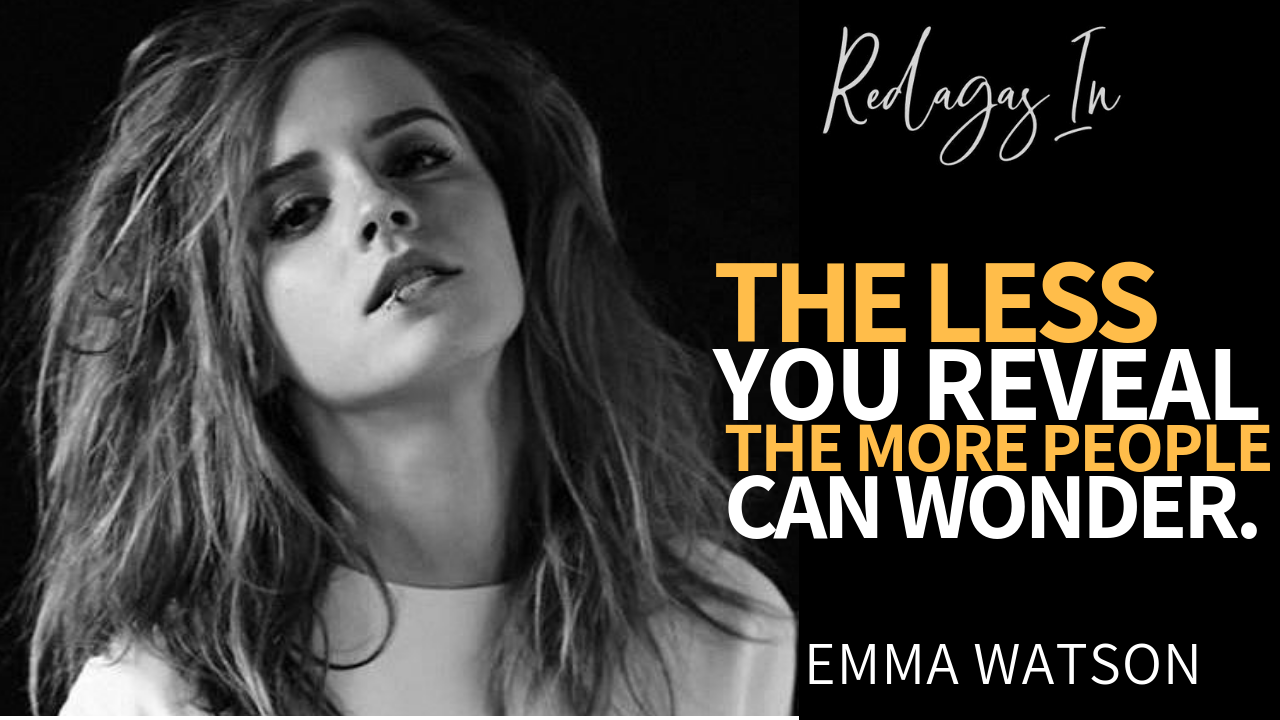 Redagas In
THE LESS
YOU REVEAL
THE MORE PEOPLE
CAN WONDER.
EMMA WATSON